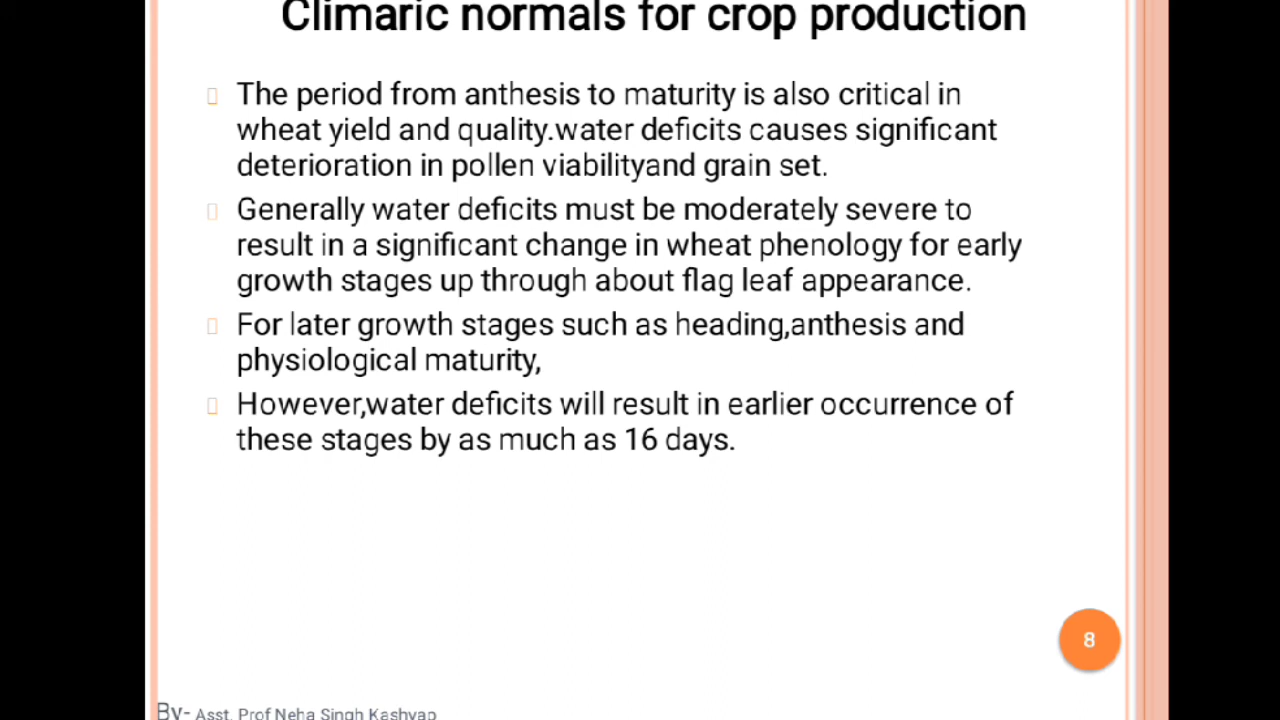 Climaric normals for crop production
The period from anthesis to maturity is also critical in
wheat yield and quality.water deficits causes significant
deterioration in pollen viabilityand grain set.
Generally water deficits must be moderately severe to
result in a significant change in wheat phenology for early
growth stages up through about flag leaf appearance.
For later growth stages such as heading,anthesis and
physiological maturity,
However,water deficits will result in earlier occurrence of
these stages by as much as 16 days.
8
By- Asst. Prof Neha Singh Kashyap